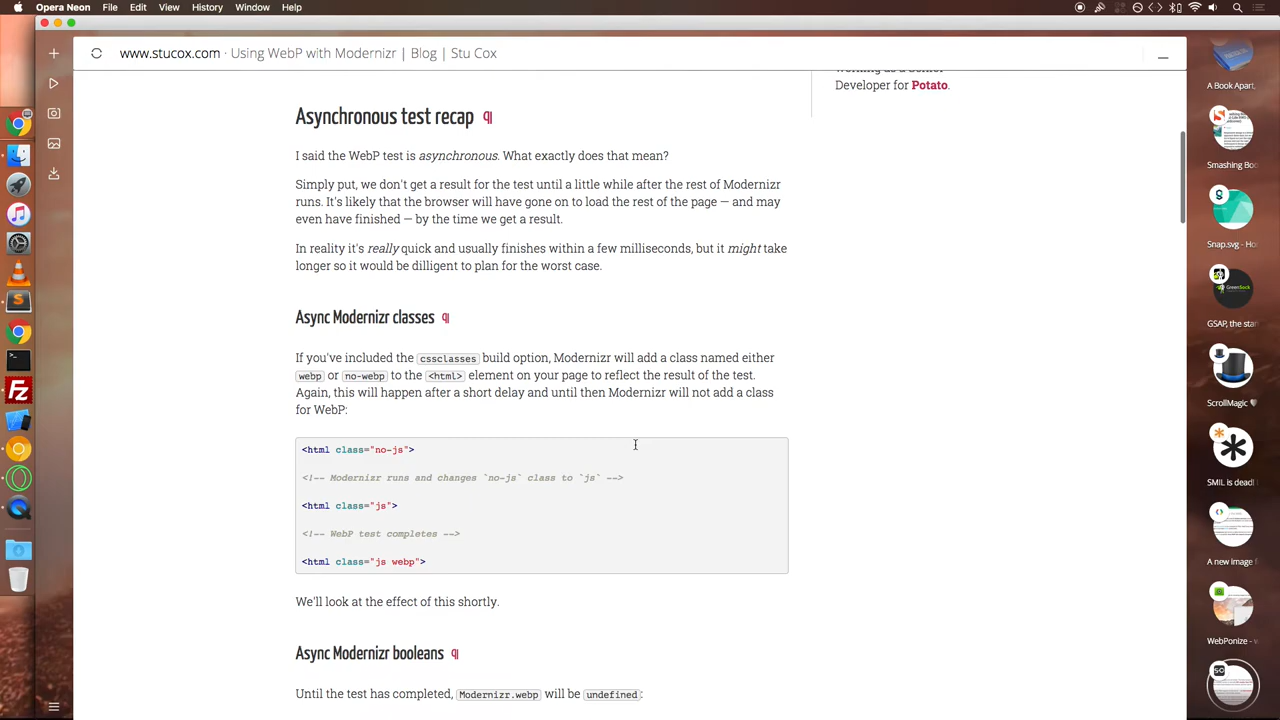 Opera Neon File Edit View History Window Help
www.stucox.com · Using WebP with Modernizr | Blog | Stu Cox
Developer for Potato.
Asynchronous test recap ¶
I said the WebP test is asynchronous. What exactly does that mean?
Simply put, we don't get a result for the test until a little while after the rest of Modernizr
runs. It's likely that the browser will have gone on to load the rest of the page — and may
even have finished — by the time we get a result.
In reality it's really quick and usually finishes within a few milliseconds, but it might take
longer so it would be dilligent to plan for the worst case.
Async Modernizr classes ¶
If you've included the cssclasses build option, Modernizr will add a class named either
webp or no-webp to the <html> element on your page to reflect the result of the test.
Again, this will happen after a short delay and until then Modernizr will not add a class
for WebP:
<html class="no-js">
<!-- Modernizr runs and changes `no-js` class to `js` -->
<html class="js">
<!-- WebP test completes -->
<html class="js webp">
We'll look at the effect of this shortly.
Async Modernizr booleans ¶
Until the test has completed, Modernizr.webp will be undefined:
A Book Apart,
Smashing Boo
Snap.svg - Ho
GreenSock
GSAP, the star
ScrollMagic
SMIL is dead!
A new image f
WebPonize - w